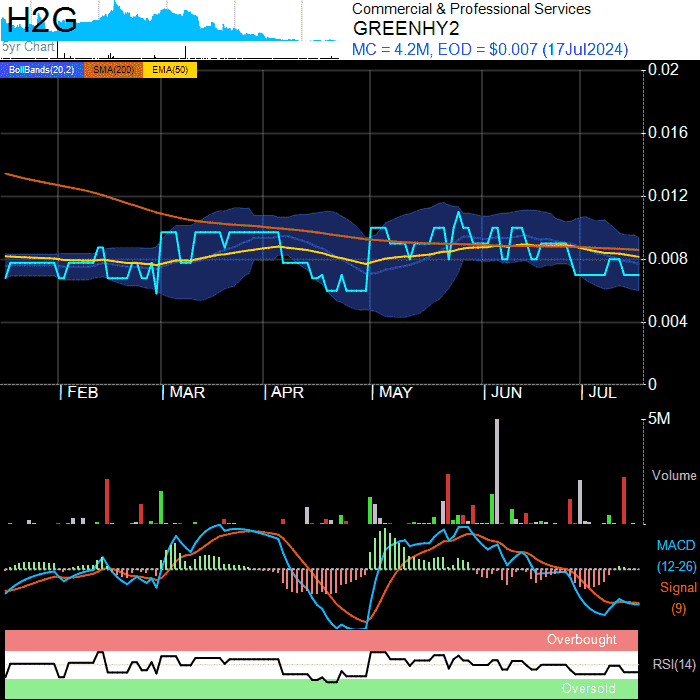 H2G
5yr Chart
Commercial & Professional Services
GREENHY2
MC = 4.2M, EOD = $0.007 (17Jul2024)
BollBands(20,2) SMA(200) EMA(50)
0.02
0.016
0.012
0.008
0.004
0
FEB MAR APR MAY JUN JUL
5M
Volume
MACD
(12-26)
Signal
(9)
Overbought
RSI(14)
Oversold